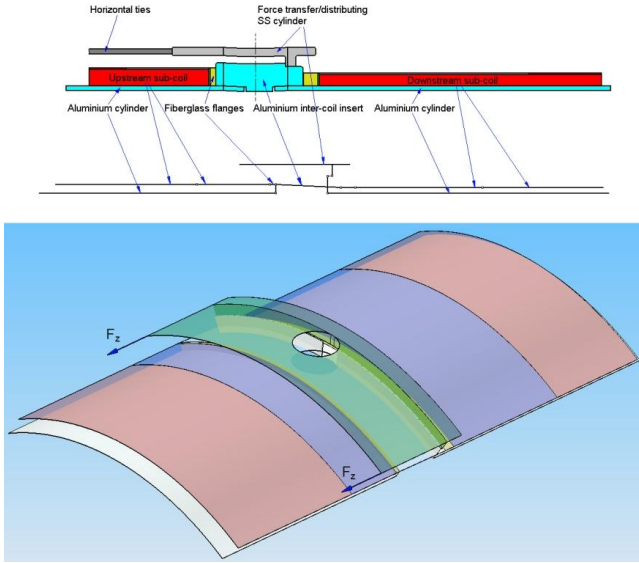 Horizontal ties
Force transfer/distributing
SS cylinder
Upstream sub-coil
Downstream sub-coil
Aluminium cylinder
Fiberglass flanges
Aluminium inter-coil insert
Aluminium cylinder
Fz
Fz